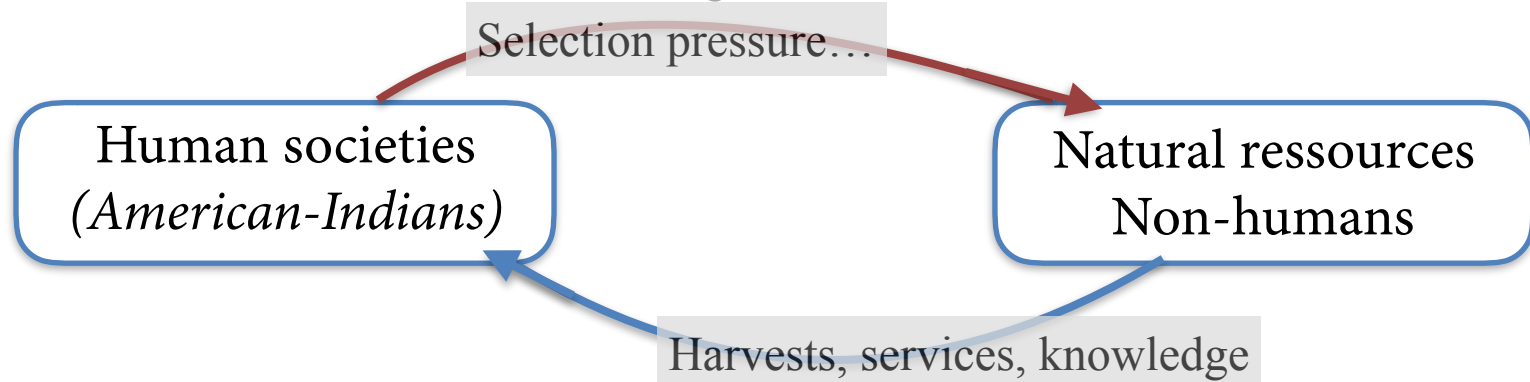 Selection pressure…
Human societies
(American-Indians)
Natural ressources
Non-humans
Harvests, services, knowledge